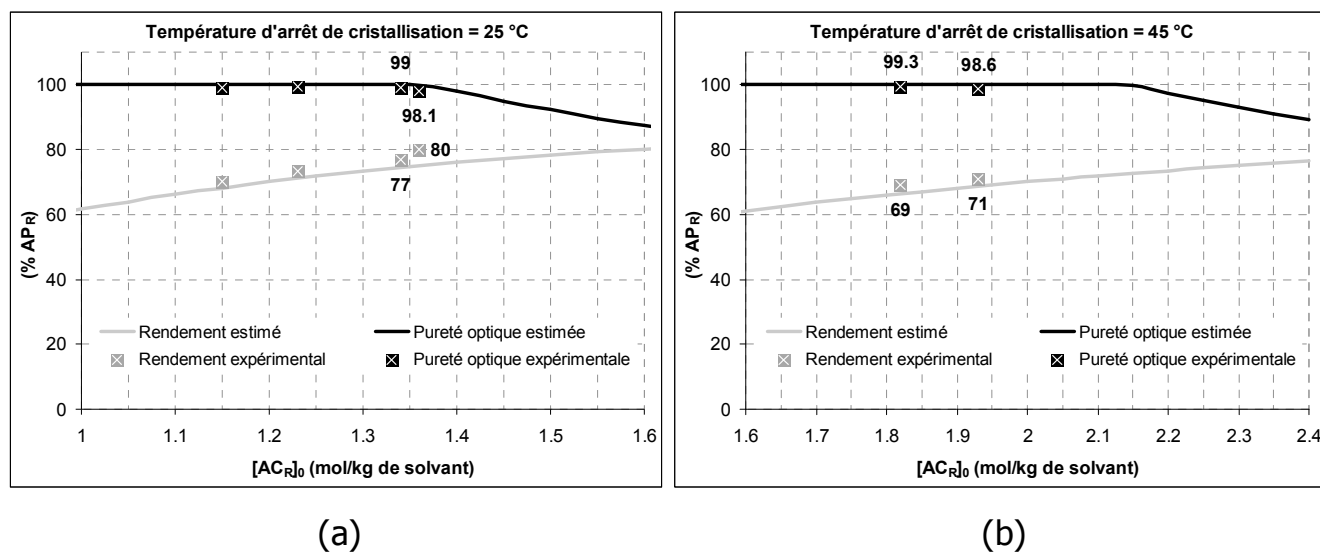 Température d'arrêt de cristallisation = 25 °C
120
100
80
60
40
20
0
(% APR)
99
98.1
80
77
Rendement estimé
Pureté optique estimée
Rendement expérimental
Pureté optique expérimentale
1
1.1
1.2
1.3
1.4
1.5
1.6
[ACR]0 (mol/kg de solvant)
(a)
Température d'arrêt de cristallisation = 45 °C
120
100
80
60
40
20
0
(% APR)
99.3
98.6
69
71
Rendement estimé
Pureté optique estimée
Rendement expérimental
Pureté optique expérimentale
1.6
1.7
1.8
1.9
2
2.1
2.2
2.3
2.4
[ACR]0 (mol/kg de solvant)
(b)